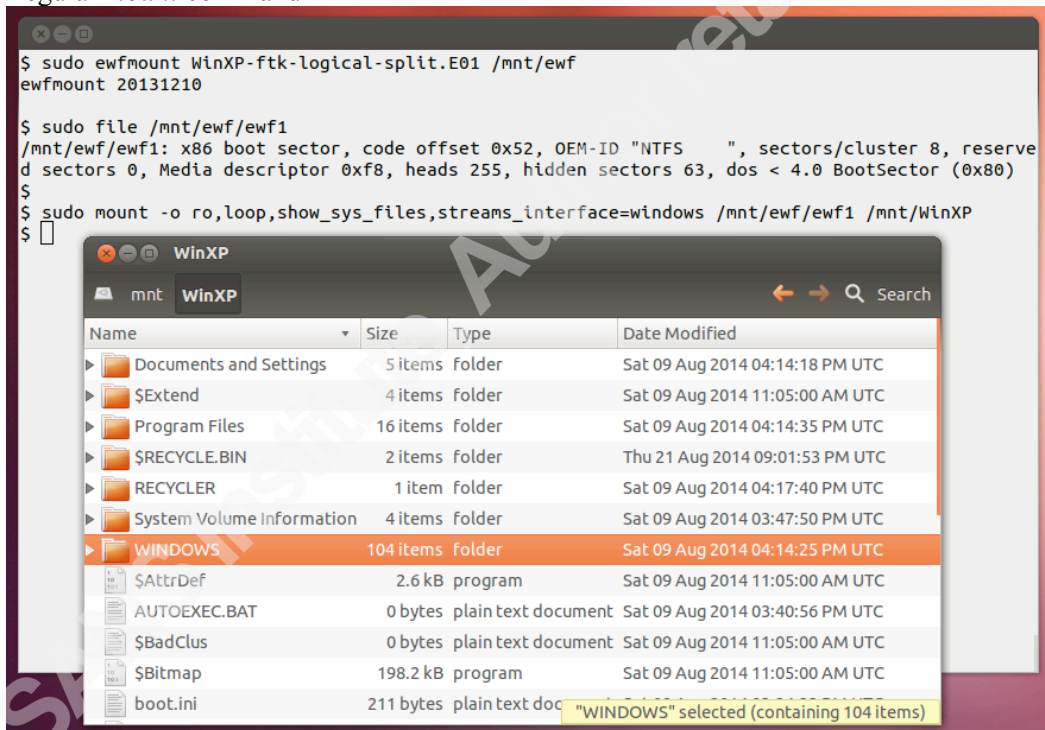 $ sudo ewfmount WinXP-ftk-logical-split.E01 /mnt/ewf
ewfmount 20131210
$ sudo file /mnt/ewf/ewf1
/mnt/ewf/ewf1: x86 boot sector, code offset 0x52, OEM-ID "NTFS    ", sectors/cluster 8, reserve
d sectors 0, Media descriptor 0xf8, heads 255, hidden sectors 63, dos < 4.0 BootSector (0x80)
$
$ sudo mount -o ro,loop,show_sys_files,streams_interface=windows /mnt/ewf/ewf1 /mnt/WinXP
$
WinXP
mnt WinXP Search
Name Size Type Date Modified
Documents and Settings 5 items folder Sat 09 Aug 2014 04:14:18 PM UTC
$Extend 4 items folder Sat 09 Aug 2014 11:05:00 AM UTC
Program Files 16 items folder Sat 09 Aug 2014 04:14:35 PM UTC
$RECYCLE.BIN 2 items folder Thu 21 Aug 2014 09:01:53 PM UTC
RECYCLER 1 item folder Sat 09 Aug 2014 04:17:40 PM UTC
System Volume Information 4 items folder Sat 09 Aug 2014 03:47:50 PM UTC
WINDOWS 104 items folder Sat 09 Aug 2014 04:14:25 PM UTC
$AttrDef 2.6 kB program Sat 09 Aug 2014 11:05:00 AM UTC
AUTOEXEC.BAT 0 bytes plain text document Sat 09 Aug 2014 03:40:56 PM UTC
$BadClus 0 bytes plain text document Sat 09 Aug 2014 11:05:00 AM UTC
$Bitmap 198.2 kB program Sat 09 Aug 2014 11:05:00 AM UTC
boot.ini 211 bytes plain text doc
"WINDOWS" selected (containing 104 items)
SANS Institute